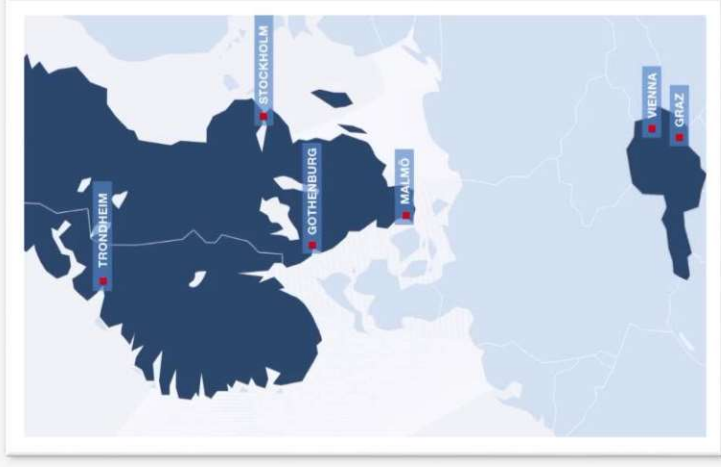 TRONDHEIM
STOCKHOLM
GOTHENBURG
MALMÖ
VIENNA
GRAZ